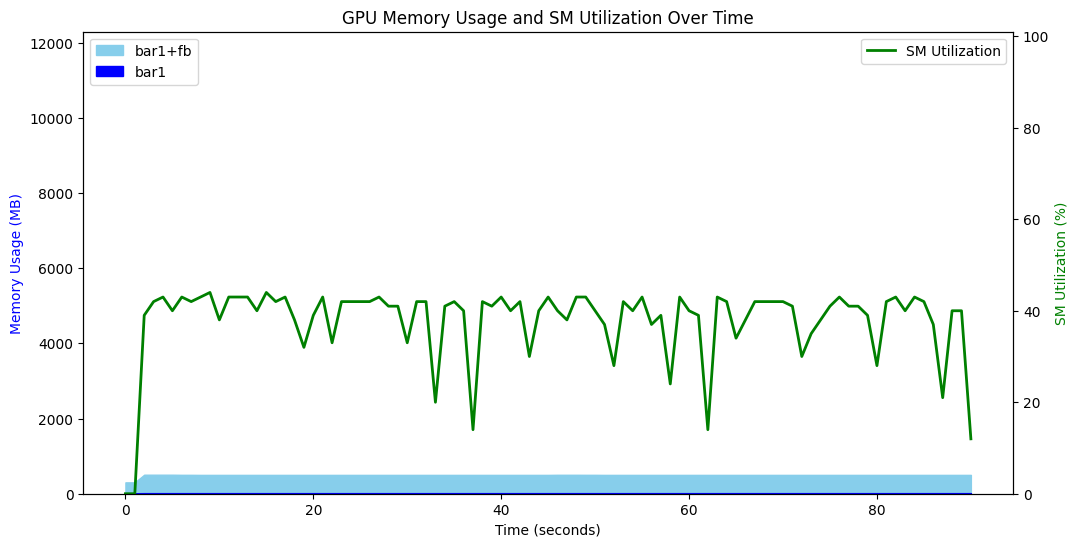 GPU Memory Usage and SM Utilization Over Time
bar1+fb
bar1
SM Utilization
Memory Usage (MB)
12000
10000
8000
6000
4000
2000
0
SM Utilization (%)
100
80
60
40
20
0
0 20 40 60 80
Time (seconds)